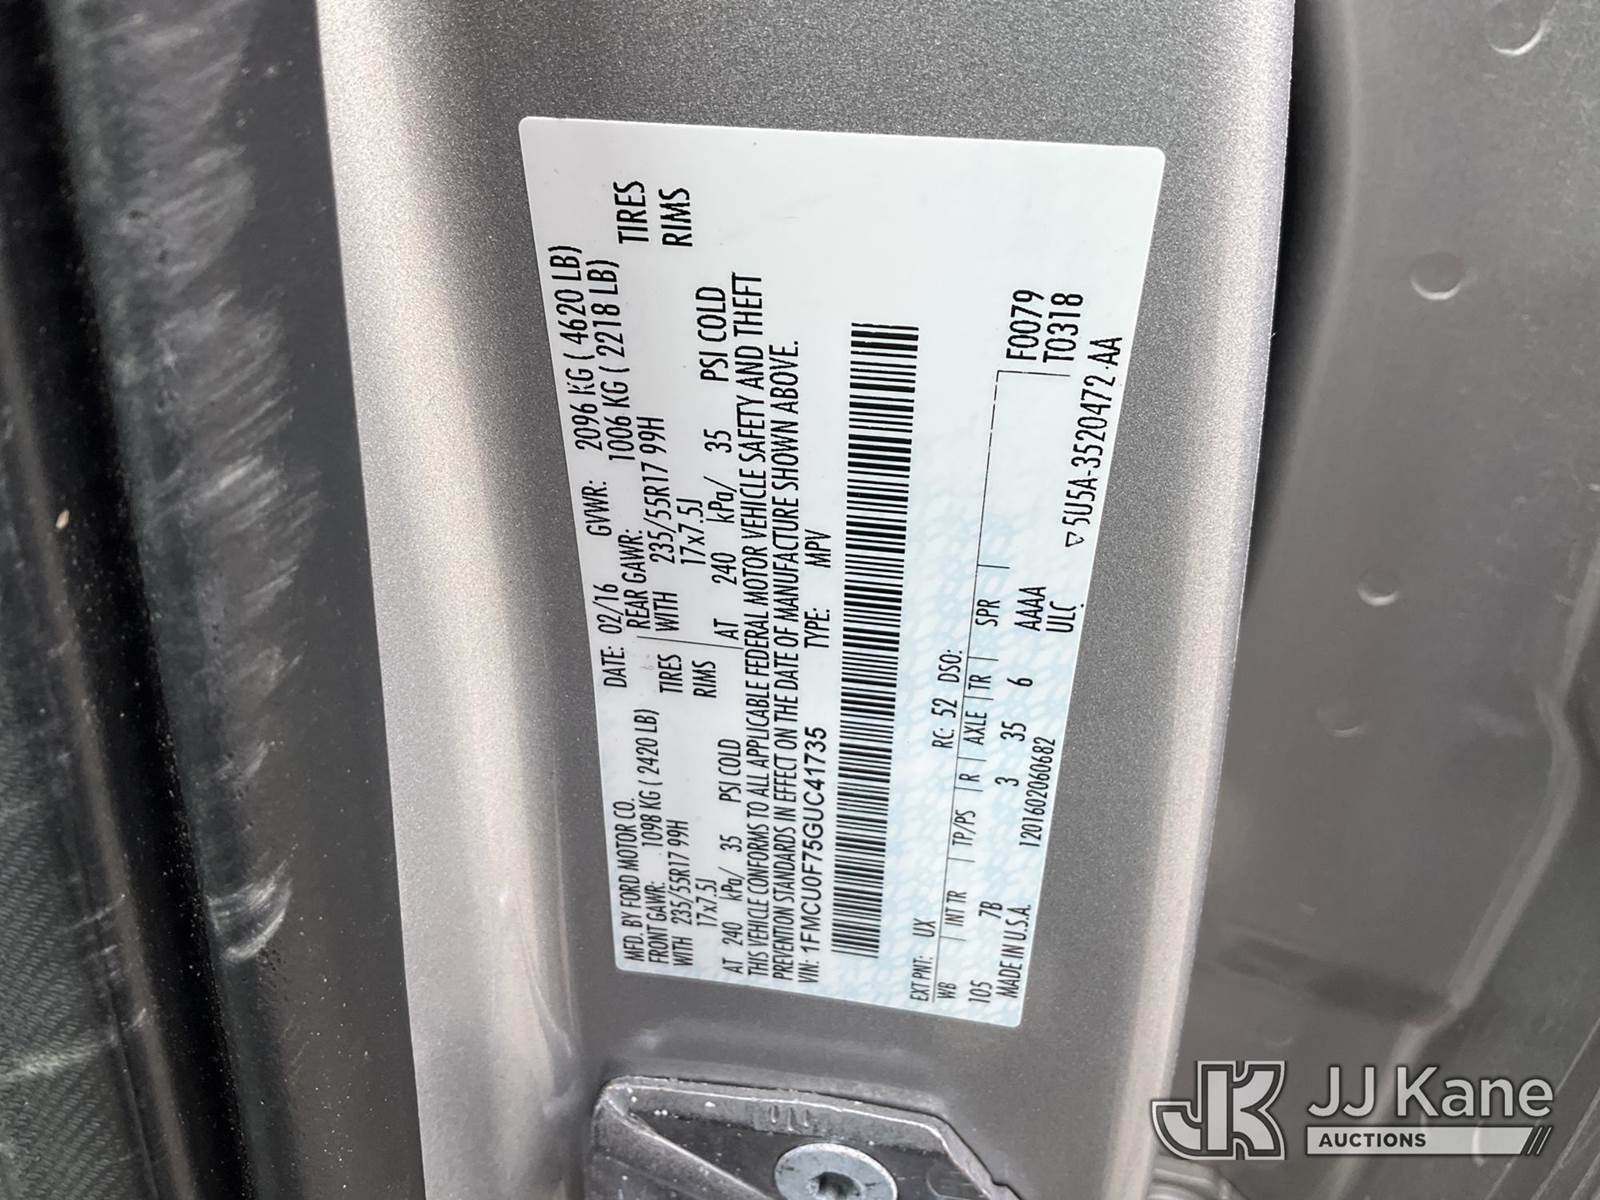 MFD. BY FORD MOTOR CO.
DATE: 02/16 GVWR: 2096 KG ( 4620 LB)
FRONT GAWR: 1098 KG ( 2420 LB) REAR GAWR: 1006 KG ( 2218 LB)
WITH 235/55R17 99H TIRES WITH 235/55R17 99H TIRES
17x7.5J RIMS 17x7.5J RIMS
AT 240 kPa/ 35 PSI COLD AT 240 kPa/ 35 PSI COLD
THIS VEHICLE CONFORMS TO ALL APPLICABLE FEDERAL MOTOR VEHICLE SAFETY AND THEFT
PREVENTION STANDARDS IN EFFECT ON THE DATE OF MANUFACTURE SHOWN ABOVE.
VIN: 1FMCU0F75GUC41735 TYPE: MPV
EXT PNT: UX RC: 52 DSO:
WB INT TR TP/PS R AXLE TR SPR F0079
105 7B 3 35 6 AAAA T0318
MADE IN U.S.A. 1201602060682 ULC 5U5A-3520472-AA
JK JJ Kane
AUCTIONS